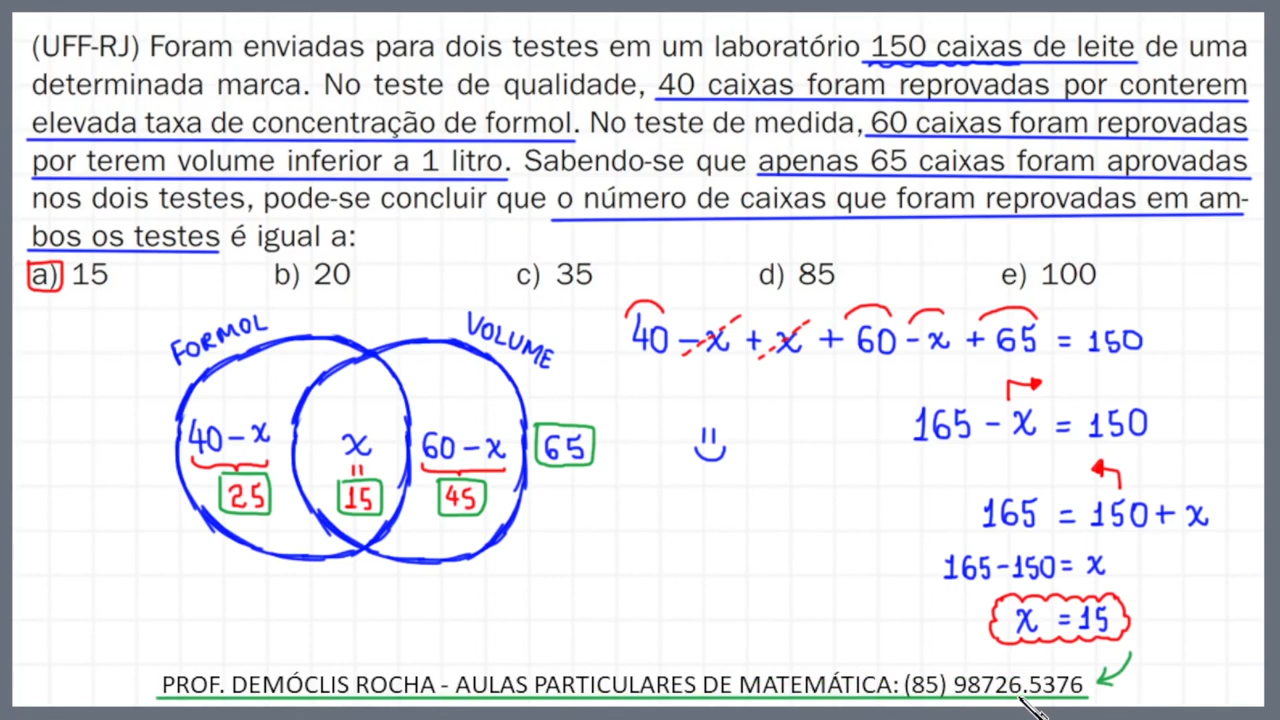 (UFF-RJ) Foram enviadas para dois testes em um laboratório 150 caixas de leite de uma
determinada marca. No teste de qualidade, 40 caixas foram reprovadas por conterem
elevada taxa de concentração de formol. No teste de medida, 60 caixas foram reprovadas
por terem volume inferior a 1 litro. Sabendo-se que apenas 65 caixas foram aprovadas
nos dois testes, pode-se concluir que o número de caixas que foram reprovadas em am-
bos os testes é igual a:
a) 15 b) 20 c) 35 d) 85 e) 100
FORMOL VOLUME
40 - x x 60 - x 65
25 15 45
40 - x + x + 60 - x + 65 = 150
165 - x = 150
165 = 150 + x
165 - 150 = x
x = 15
PROF. DEMÓCLIS ROCHA - AULAS PARTICULARES DE MATEMÁTICA: (85) 98726.5376